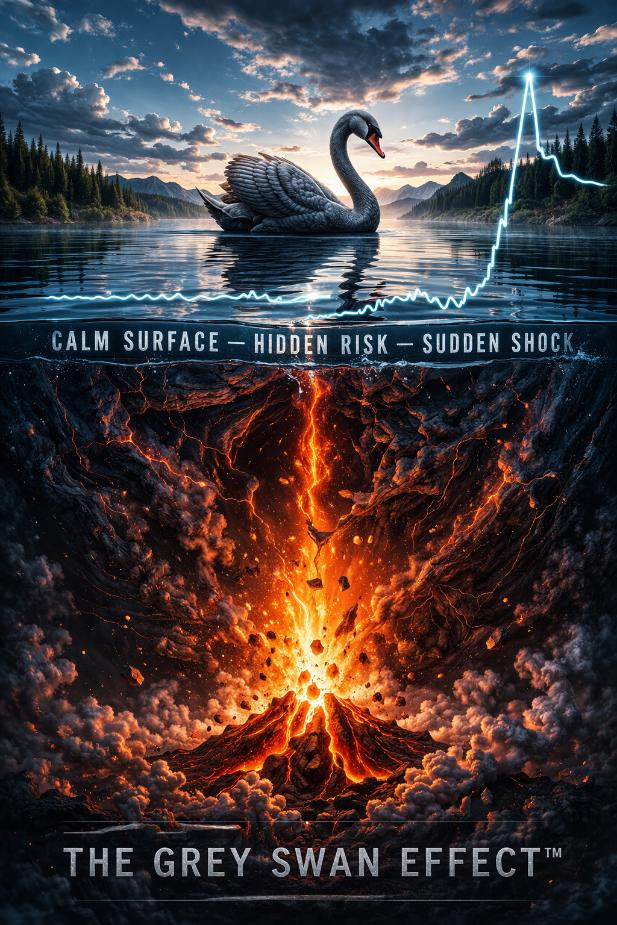 CALM SURFACE — HIDDEN RISK — SUDDEN SHOCK
THE GREY SWAN EFFECT™